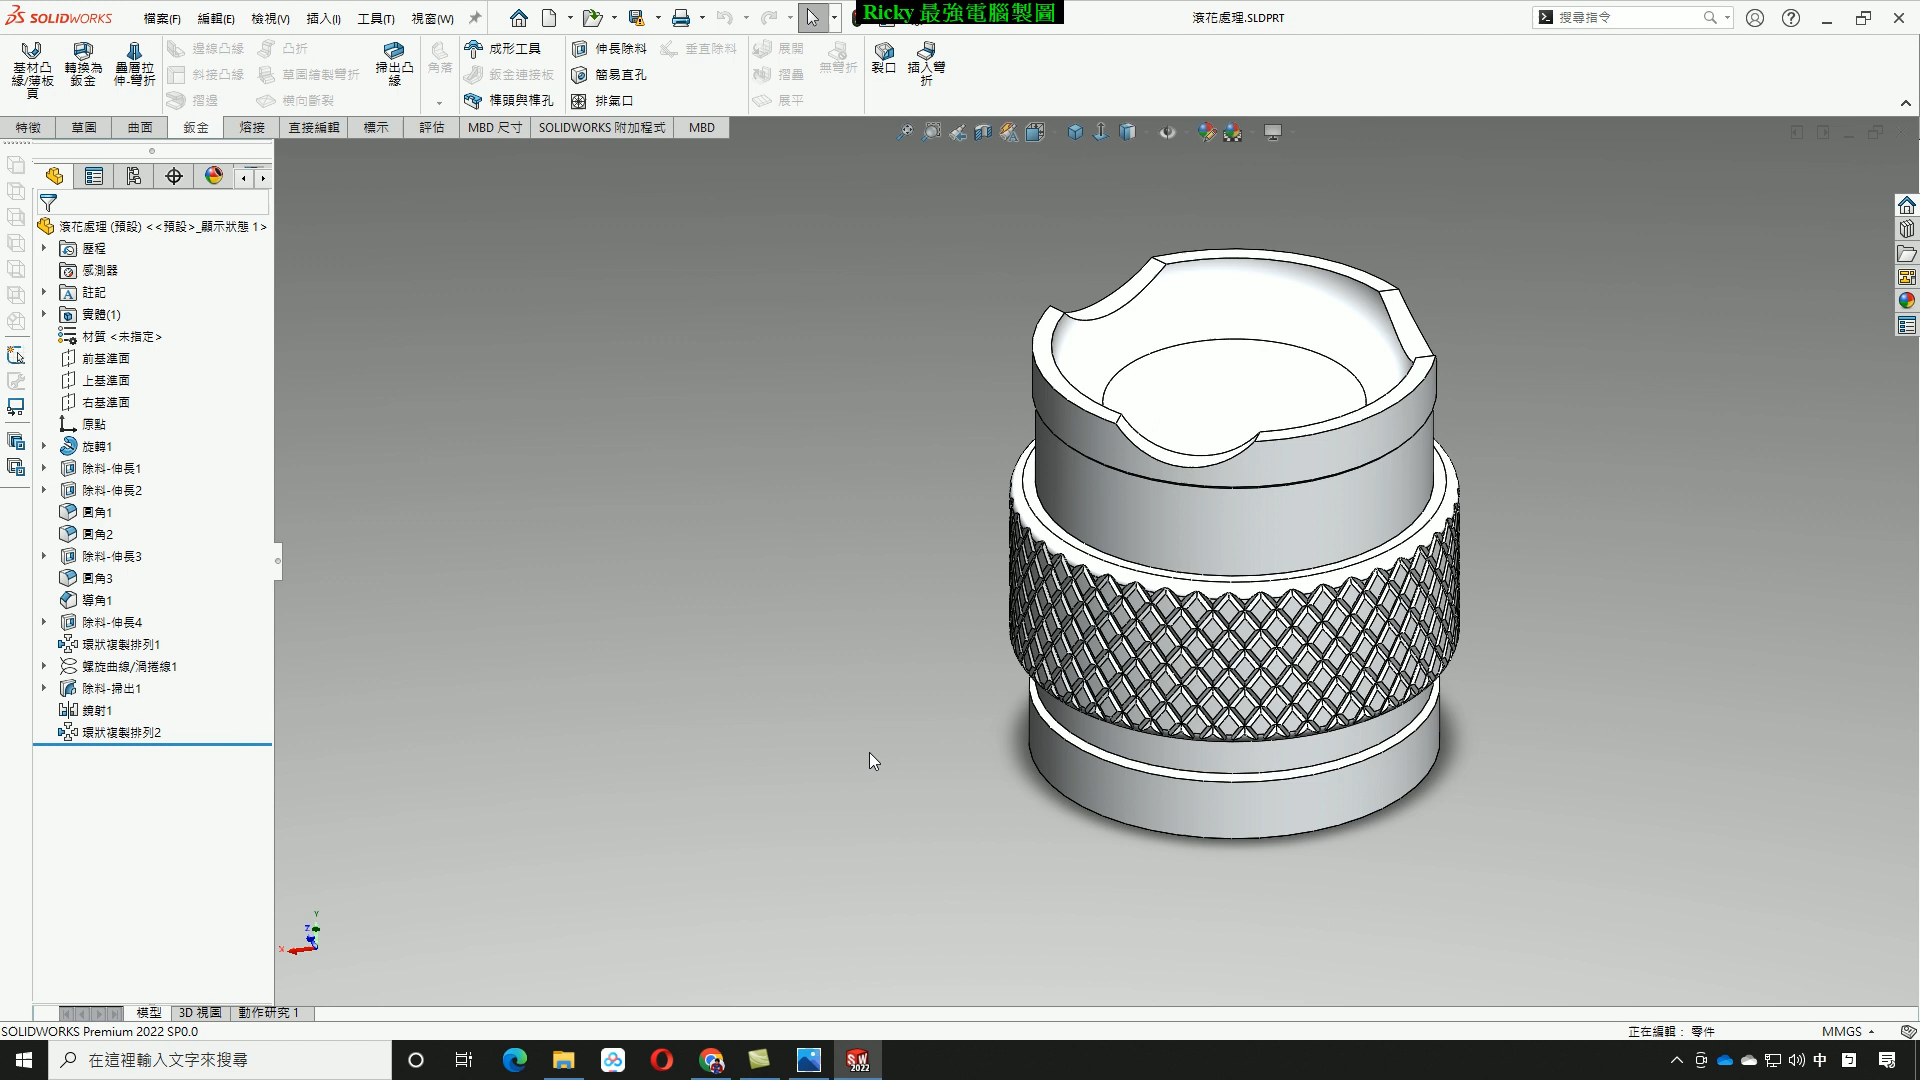 SOLIDWORKS 檔案(F) 編輯(E) 檢視(V) 插入(I) 工具(T) 視窗(W)
Ricky 最強電腦製圖
滾花處理.SLDPRT
搜尋指令
基材凸緣/薄板頁
轉換為鈑金
疊層拉伸-彎折
邊線凸緣
斜接凸緣
摺邊
凸折
草圖繪製彎折
橫向斷裂
掃出凸緣
角落
成形工具
鈑金連接板
榫頭與榫孔
伸長除料
簡易直孔
排氣口
垂直除料
展開
摺疊
展平
無彎折
裂口
插入彎折
特徵 草圖 曲面 鈑金 熔接 直接編輯 標示 評估 MBD 尺寸 SOLIDWORKS 附加程式 MBD
滾花處理 (預設) <<預設>_顯示狀態 1>
歷程
感測器
註記
實體(1)
材質 <未指定>
前基準面
上基準面
右基準面
原點
旋轉1
除料-伸長1
除料-伸長2
圓角1
圓角2
除料-伸長3
圓角3
導角1
除料-伸長4
環狀複製排列1
螺旋曲線/渦捲線1
除料-掃出1
鏡射1
環狀複製排列2
Y
Z
X
模型 3D 視圖 動作研究 1
SOLIDWORKS Premium 2022 SP0.0
正在編輯： 零件
MMGS
在這裡輸入文字來搜尋
SW
2022
中